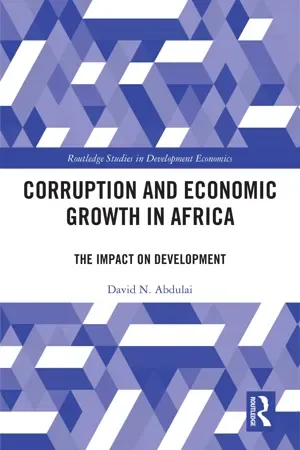 Routledge Studies in Development Economics
CORRUPTION AND ECONOMIC
GROWTH IN AFRICA
THE IMPACT ON DEVELOPMENT
David N. Abdulai
R
ROUTLEDGE